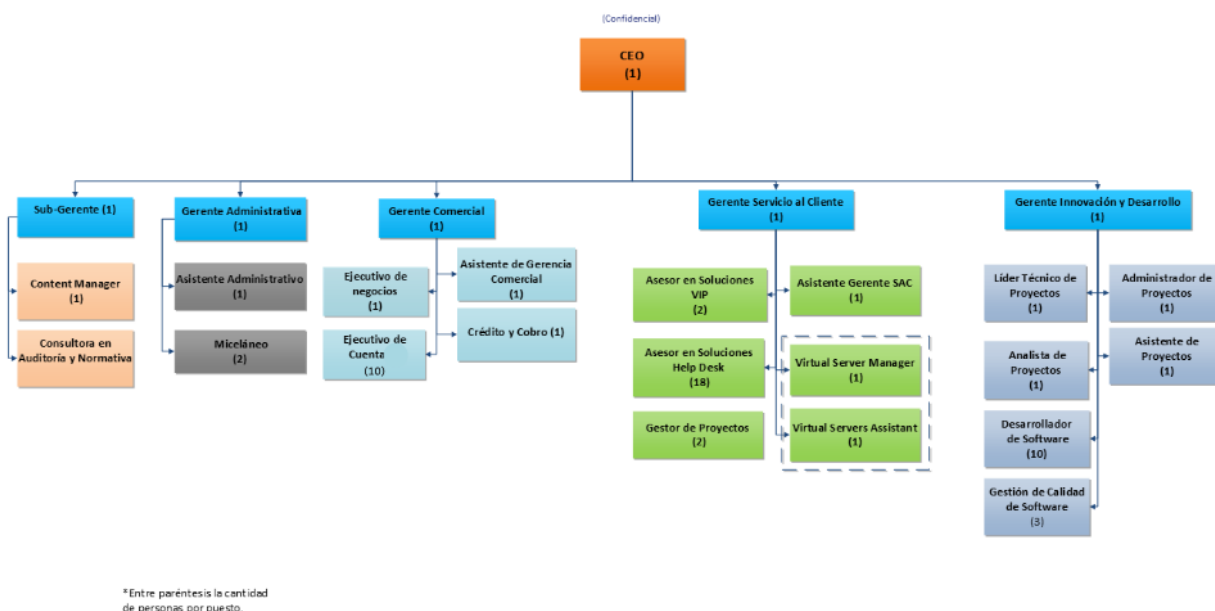 (Confidencial)
CEO
(1)
Sub-Gerente (1)
Content Manager
(1)
Consultora en
Auditoría y Normativa
Gerente Administrativa
(1)
Asistente Administrativo
(1)
Miceláneo
(2)
Gerente Comercial
(1)
Ejecutivo de
negocios
(1)
Asistente de Gerencia
Comercial
(1)
Ejecutivo de
Cuenta
(10)
Crédito y Cobro (1)
Gerente Servicio al Cliente
(1)
Asesor en Soluciones
VIP
(2)
Asistente Gerente SAC
(1)
Asesor en Soluciones
Help Desk
(18)
Virtual Server Manager
(1)
Gestor de Proyectos
(2)
Virtual Servers Assistant
(1)
Gerente Innovación y Desarrollo
(1)
Líder Técnico de
Proyectos
(1)
Administrador de
Proyectos
(1)
Analista de
Proyectos
(1)
Asistente de
Proyectos
(1)
Desarrollador
de Software
(10)
Gestión de Calidad
de Software
(3)
*Entre paréntesis la cantidad
de personas por puesto.